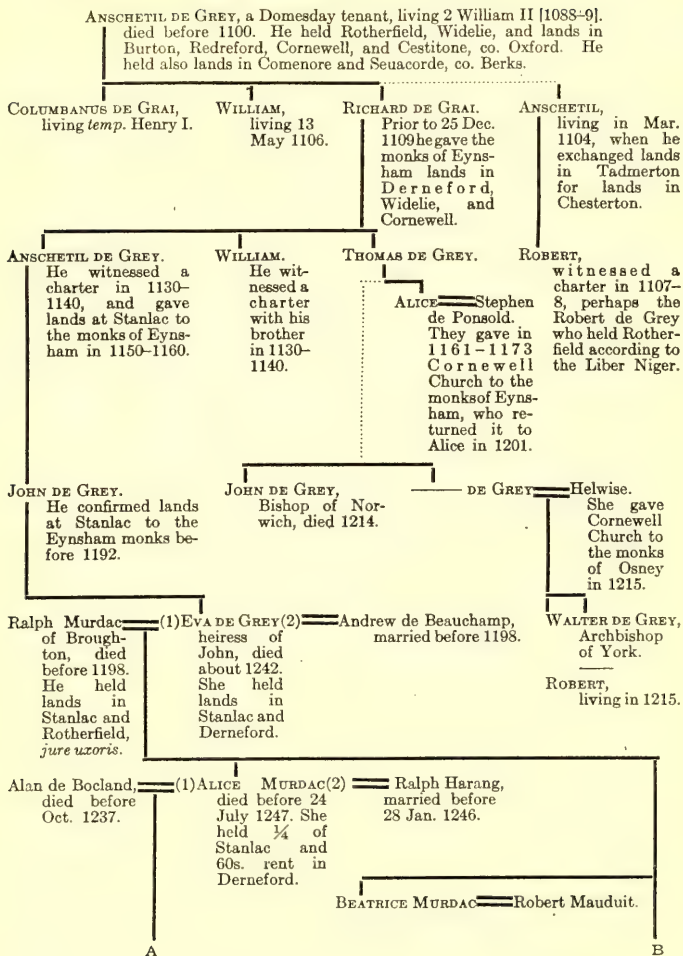 ANSCHETIL DE GREY, a Domesday tenant, living 2 William II [1088-9].
died before 1100. He held Rotherfield, Widelie, and lands in
Burton, Redreford, Cornewell, and Cestitone, co. Oxford. He
held also lands in Comenore and Seuacorde, co. Berks.
COLUMBANUS DE GRAI,
living temp. Henry I.
WILLIAM,
living 13
May 1106.
RICHARD DE GRAI.
Prior to 25 Dec.
1109 he gave the
monks of Eyns-
ham lands in
Derneford,
Widelie, and
Cornewell.
ANSCHETIL,
living in Mar.
1104, when he
exchanged lands
in Tadmerton
for lands in
Chesterton.
ANSCHETIL DE GREY.
He witnessed a
charter in 1130–
1140, and gave
lands at Stanlac to
the monks of Eyns-
ham in 1150–1160.
WILLIAM.
He wit-
nessed a
charter
with his
brother
in 1130–
1140.
THOMAS DE GREY.
ALICE Stephen
de Ponsold.
They gave in
1161–1173
Cornewell
Church to the
monks of Eyns-
ham, who re-
turned it to
Alice in 1201.
ROBERT,
witnessed a
charter in 1107–
8, perhaps the
Robert de Grey
who held Rother-
field according to
the Liber Niger.
JOHN DE GREY.
He confirmed lands
at Stanlac to the
Eynsham monks be-
fore 1192.
JOHN DE GREY,
Bishop of Nor-
wich, died 1214.
—— DE GREY Helwise.
She gave
Cornewell
Church to
the monks
of Osney
in 1215.
Ralph Murdac
of Brough-
ton, died
before 1198.
He held
lands in
Stanlac and
Rotherfield,
jure uxoris.
(1) EVA DE GREY (2)
heiress of
John, died
about 1242.
She held
lands in
Stanlac and
Derneford.
Andrew de Beauchamp,
married before 1198.
WALTER DE GREY,
Archbishop
of York.
——
ROBERT,
living in 1215.
Alan de Bocland,
died before
Oct. 1237.
(1) ALICE MURDAC (2)
died before 24
July 1247. She
held ¼ of
Stanlac and
60s. rent in
Derneford.
Ralph Harang,
married before
28 Jan. 1246.
BEATRICE MURDAC Robert Mauduit.
A B